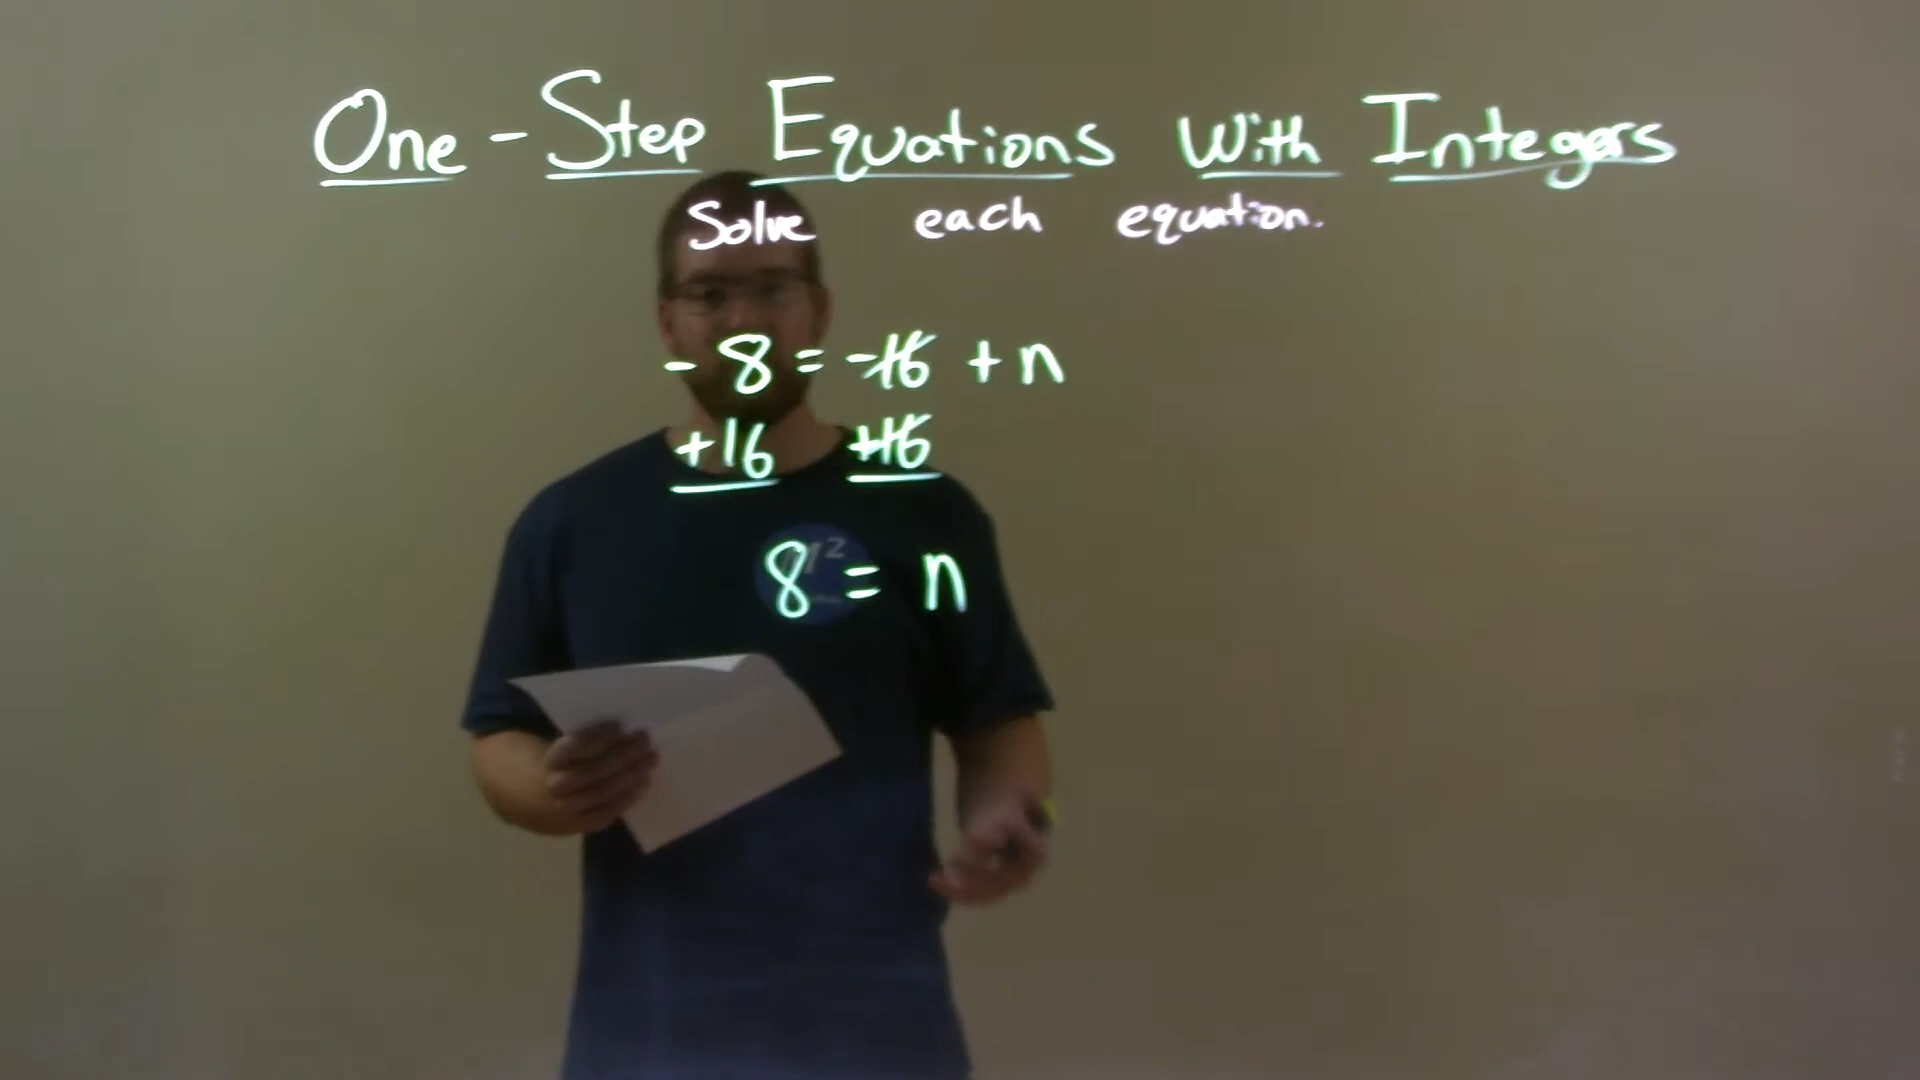 One-Step Equations With Integers
Solve each equation.
- 8 = -16 + n
+16 +16
8 = n